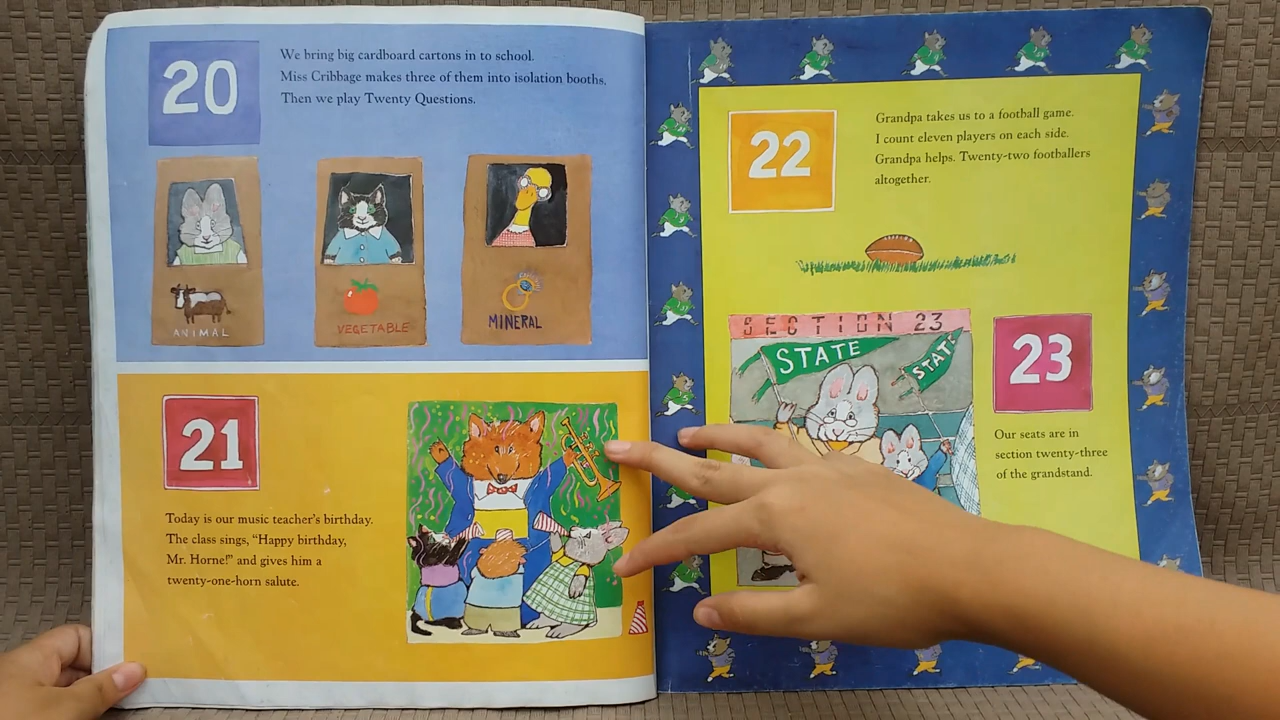 20
We bring big cardboard cartons in to school.
Miss Cribbage makes three of them into isolation booths.
Then we play Twenty Questions.
ANIMAL
VEGETABLE
MINERAL
21
Today is our music teacher's birthday.
The class sings, "Happy birthday,
Mr. Horne!" and gives him a
twenty-one-horn salute.
22
Grandpa takes us to a football game.
I count eleven players on each side.
Grandpa helps. Twenty-two footballers
altogether.
SECTION 23
STATE
STATE
23
Our seats are in
section twenty-three
of the grandstand.